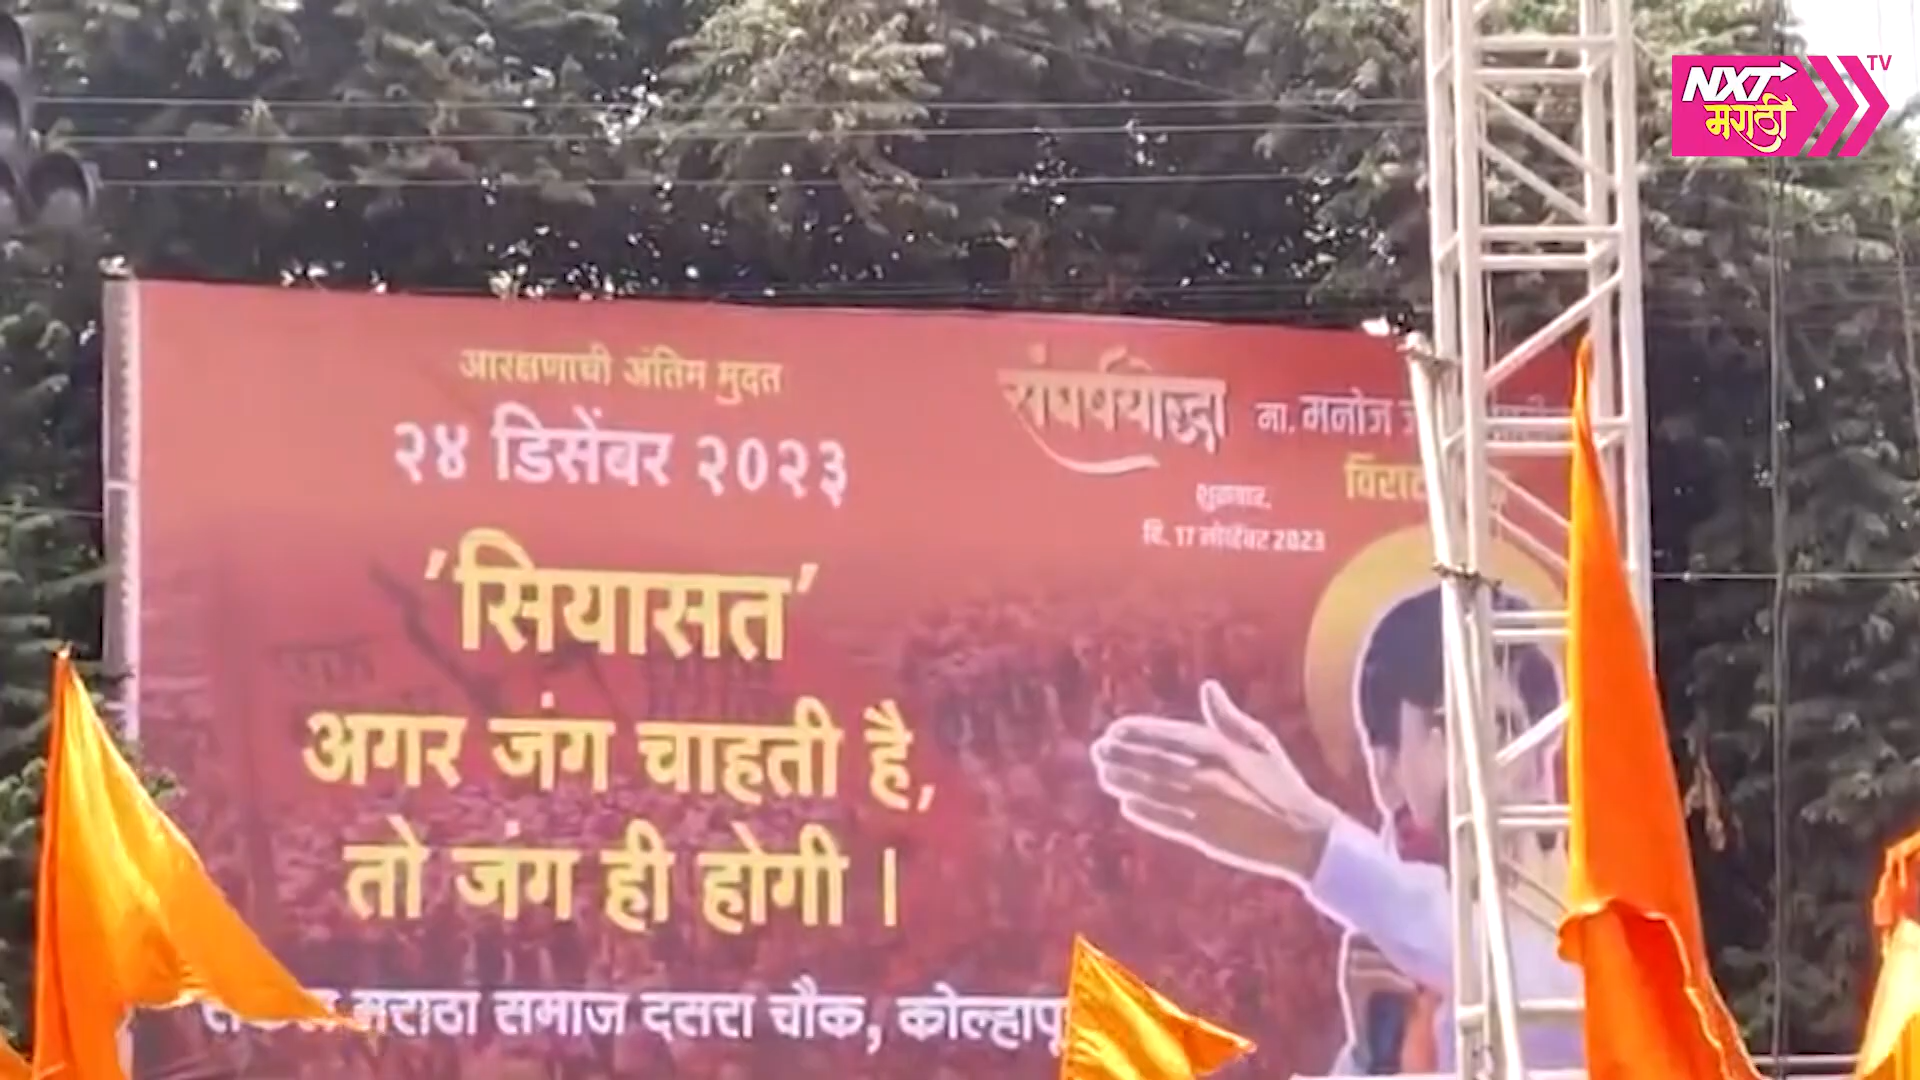 NXT TV
मराठी
आरक्षणाची अंतिम मुदत
२४ डिसेंबर २०२३
'सियासत'
अगर जंग चाहती है,
तो जंग ही होगी ।
मराठा समाज दसरा चौक, कोल्हापू
संघर्षयोद्धा
मा. मनोज
शुक्रवार,
दि. 17 नोव्हेंबर 2023